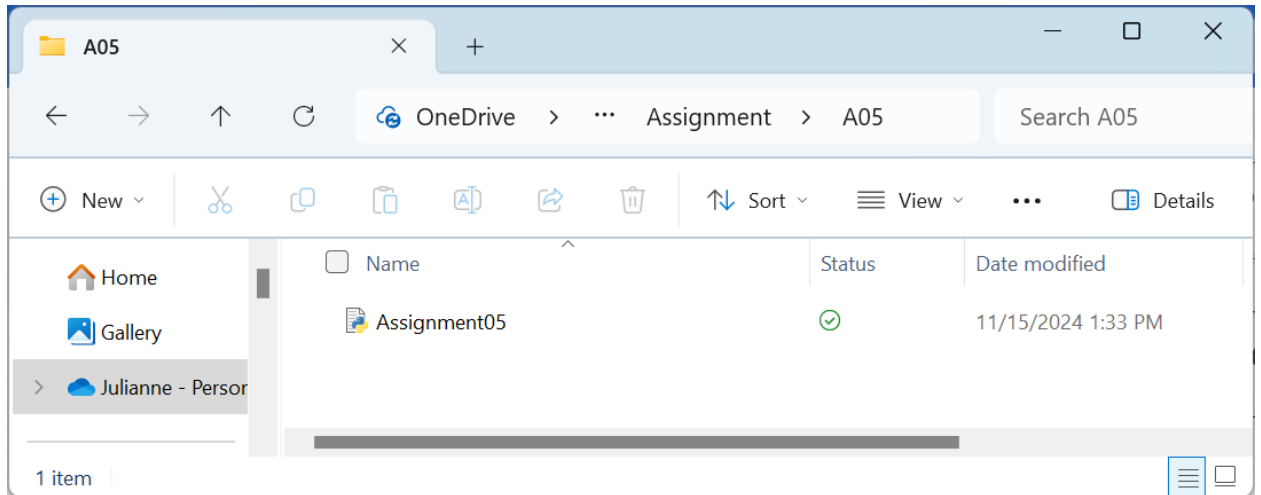 A05
OneDrive > ... Assignment > A05 Search A05
New Sort View ... Details
Name Status Date modified
Home
Assignment05 11/15/2024 1:33 PM
Gallery
Julianne - Person
1 item